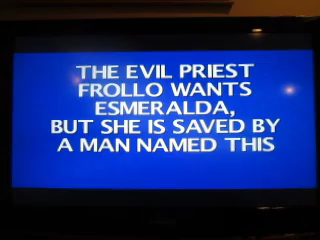 THE EVIL PRIEST
FROLLO WANTS
ESMERALDA,
BUT SHE IS SAVED BY
A MAN NAMED THIS